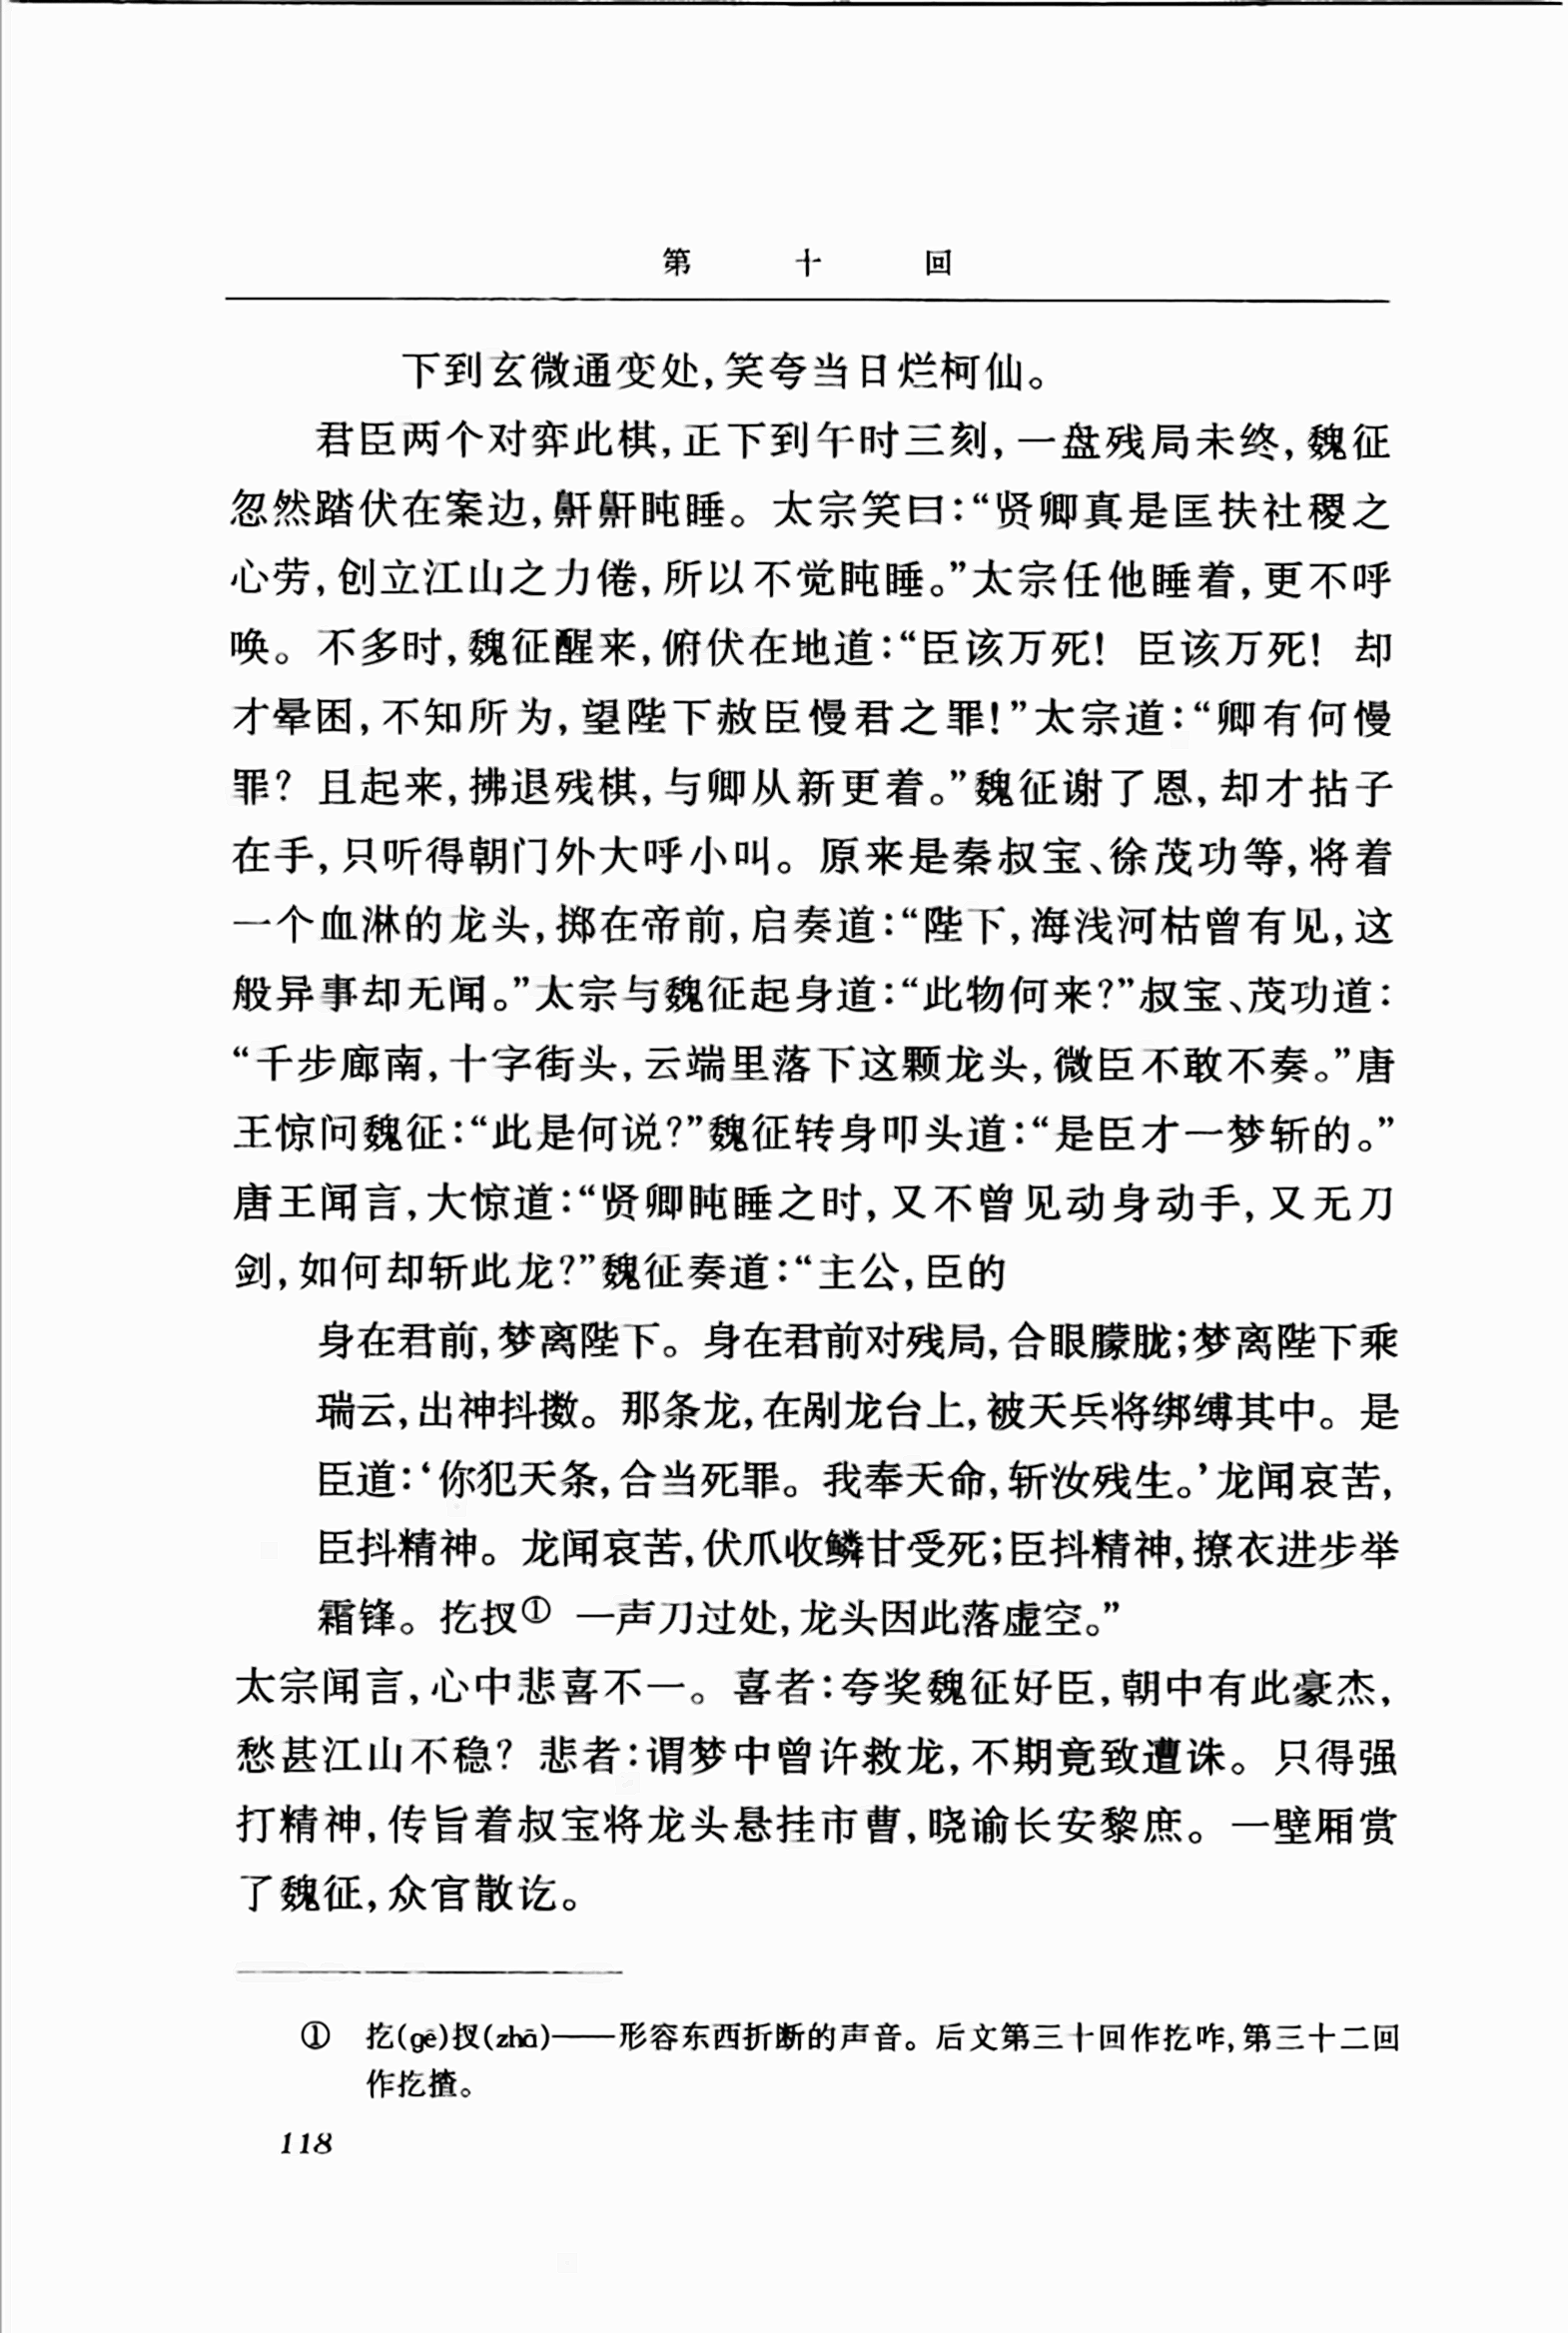 第十回
下到玄微通变处,笑夸当日烂柯仙。
君臣两个对弈此棋,正下到午时三刻,一盘残局未终,魏征
忽然踏伏在案边,鼾鼾盹睡。太宗笑曰:“贤卿真是匡扶社稷之
心劳,创立江山之力倦,所以不觉盹睡。”太宗任他睡着,更不呼
唤。不多时,魏征醒来,俯伏在地道:“臣该万死! 臣该万死! 却
才晕困,不知所为,望陛下赦臣慢君之罪!”太宗道:“卿有何慢
罪? 且起来,拂退残棋,与卿从新更着。”魏征谢了恩,却才拈子
在手,只听得朝门外大呼小叫。原来是秦叔宝、徐茂功等,将着
一个血淋的龙头,掷在帝前,启奏道:“陛下,海浅河枯曾有见,这
般异事却无闻。”太宗与魏征起身道:“此物何来?”叔宝、茂功道:
“千步廊南,十字街头,云端里落下这颗龙头,微臣不敢不奏。”唐
王惊问魏征:“此是何说?”魏征转身叩头道:“是臣才一梦斩的。”
唐王闻言,大惊道:“贤卿盹睡之时,又不曾见动身动手,又无刀
剑,如何却斩此龙?”魏征奏道:“主公,臣的
身在君前,梦离陛下。身在君前对残局,合眼朦胧;梦离陛下乘
瑞云,出神抖擞。那条龙,在剐龙台上,被天兵将绑缚其中。是
臣道:‘你犯天条,合当死罪。我奉天命,斩汝残生。’龙闻哀苦,
臣抖精神。龙闻哀苦,伏爪收鳞甘受死;臣抖精神,撩衣进步举
霜锋。扢扠① 一声刀过处,龙头因此落虚空。”
太宗闻言,心中悲喜不一。喜者:夸奖魏征好臣,朝中有此豪杰,
愁甚江山不稳? 悲者:谓梦中曾许救龙,不期竟致遭诛。只得强
打精神,传旨着叔宝将龙头悬挂市曹,晓谕长安黎庶。一壁厢赏
了魏征,众官散讫。
① 扢(gē)扠(zhā)——形容东西折断的声音。后文第三十回作扢咋,第三十二回
作扢揸。
118